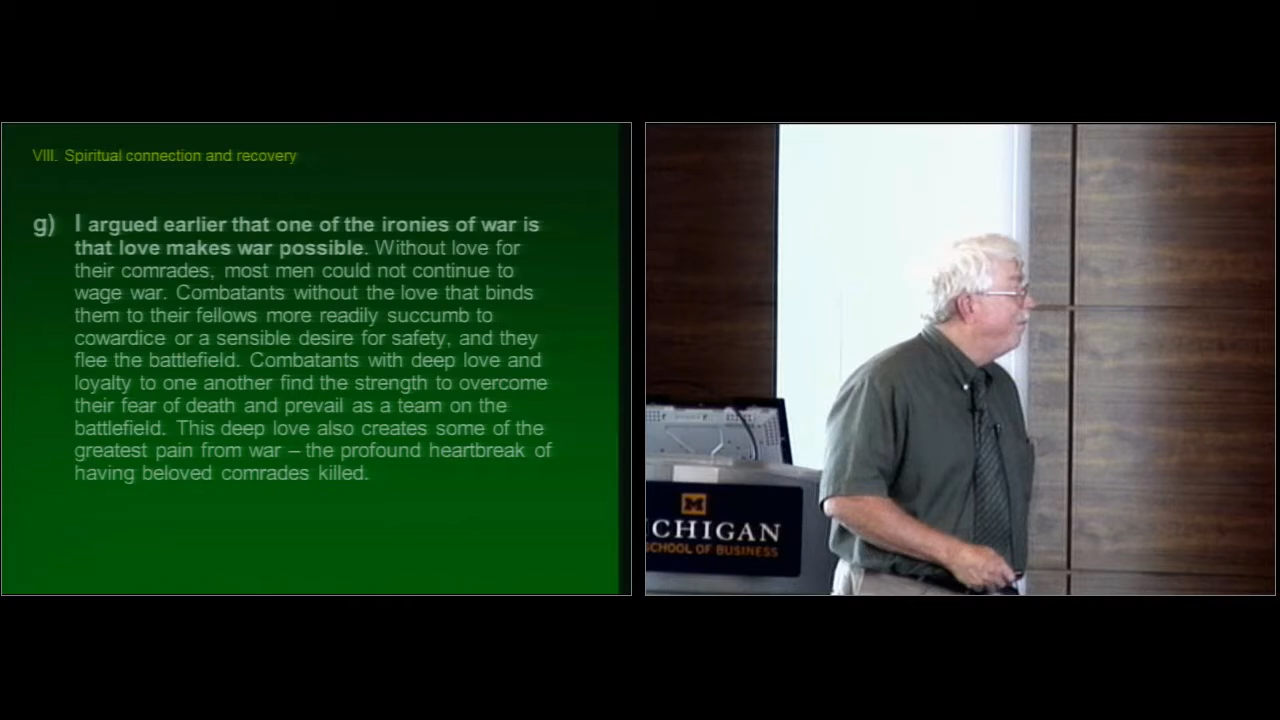 VIII. Spiritual connection and recovery
g) I argued earlier that one of the ironies of war is
that love makes war possible. Without love for
their comrades, most men could not continue to
wage war. Combatants without the love that binds
them to their fellows more readily succumb to
cowardice or a sensible desire for safety, and they
flee the battlefield. Combatants with deep love and
loyalty to one another find the strength to overcome
their fear of death and prevail as a team on the
battlefield. This deep love also creates some of the
greatest pain from war – the profound heartbreak of
having beloved comrades killed.
M
CHIGAN
SCHOOL OF BUSINESS